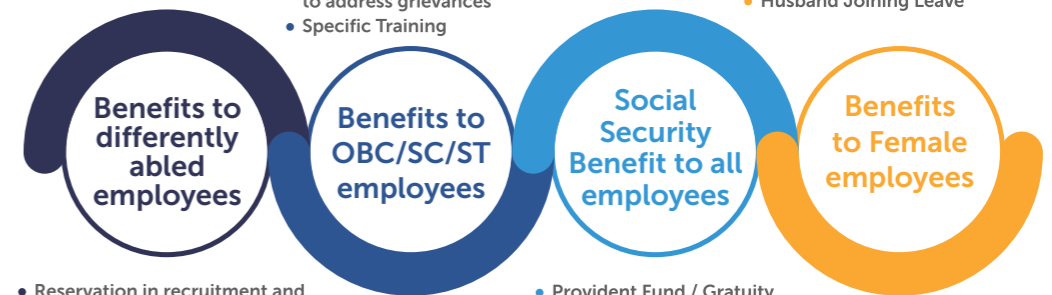 to address grievances
• Specific Training
• Husband Joining Leave
Benefits to
differently
abled
employees
Benefits to
OBC/SC/ST
employees
Social
Security
Benefit to all
employees
Benefits
to Female
employees
• Reservation in recruitment and
• Provident Fund / Gratuity